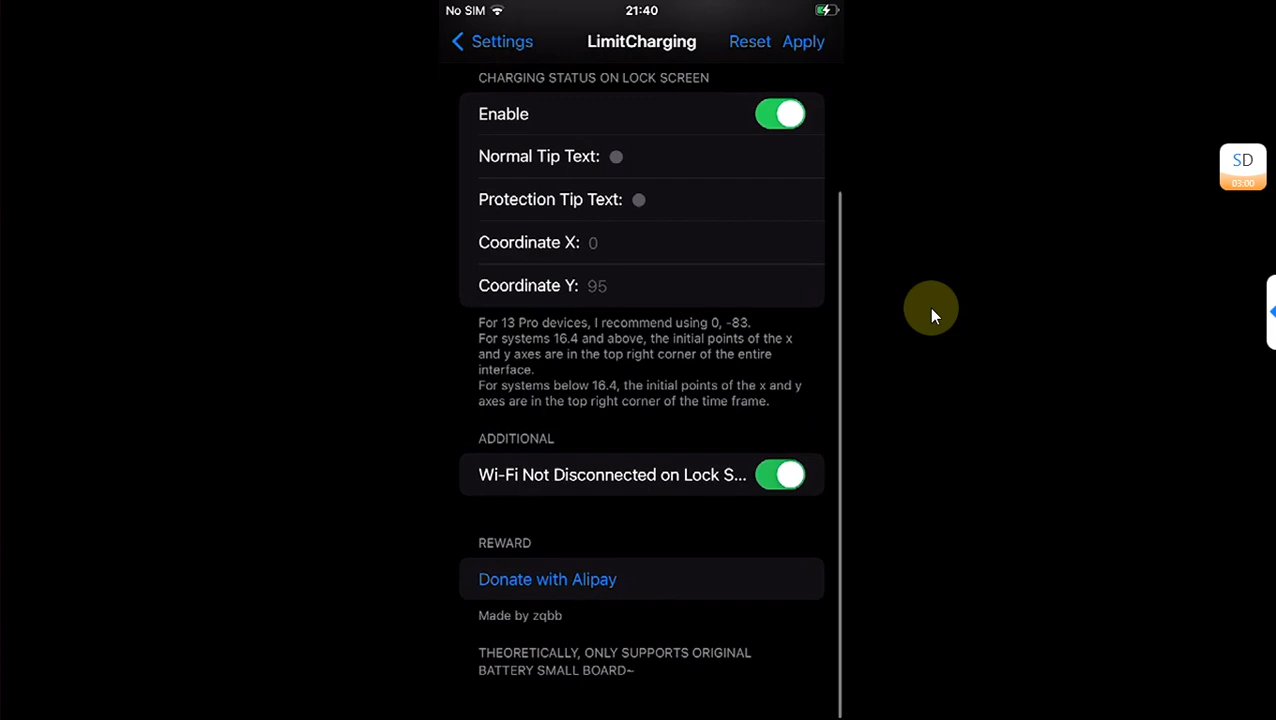 No SIM
21:40
Settings
LimitCharging
Reset
Apply
CHARGING STATUS ON LOCK SCREEN
Enable
Normal Tip Text:
Protection Tip Text:
Coordinate X: 0
Coordinate Y: 95
For 13 Pro devices, I recommend using 0, -83.
For systems 16.4 and above, the initial points of the x
and y axes are in the top right corner of the entire
interface.
For systems below 16.4, the initial points of the x and y
axes are in the top right corner of the time frame.
ADDITIONAL
Wi-Fi Not Disconnected on Lock S...
REWARD
Donate with Alipay
Made by zqbb
THEORETICALLY, ONLY SUPPORTS ORIGINAL
BATTERY SMALL BOARD~
SD
03:00